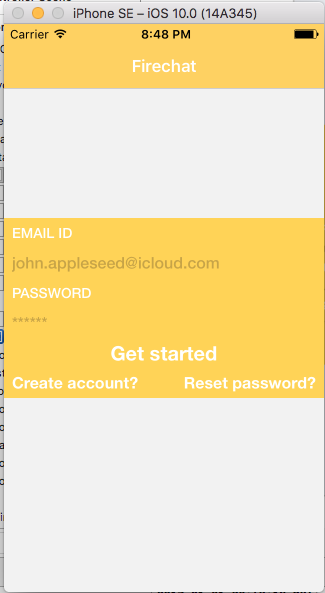 iPhone SE – iOS 10.0 (14A345)
Carrier 8:48 PM
Firechat
EMAIL ID
john.appleseed@icloud.com
PASSWORD
******
Get started
Create account? Reset password?